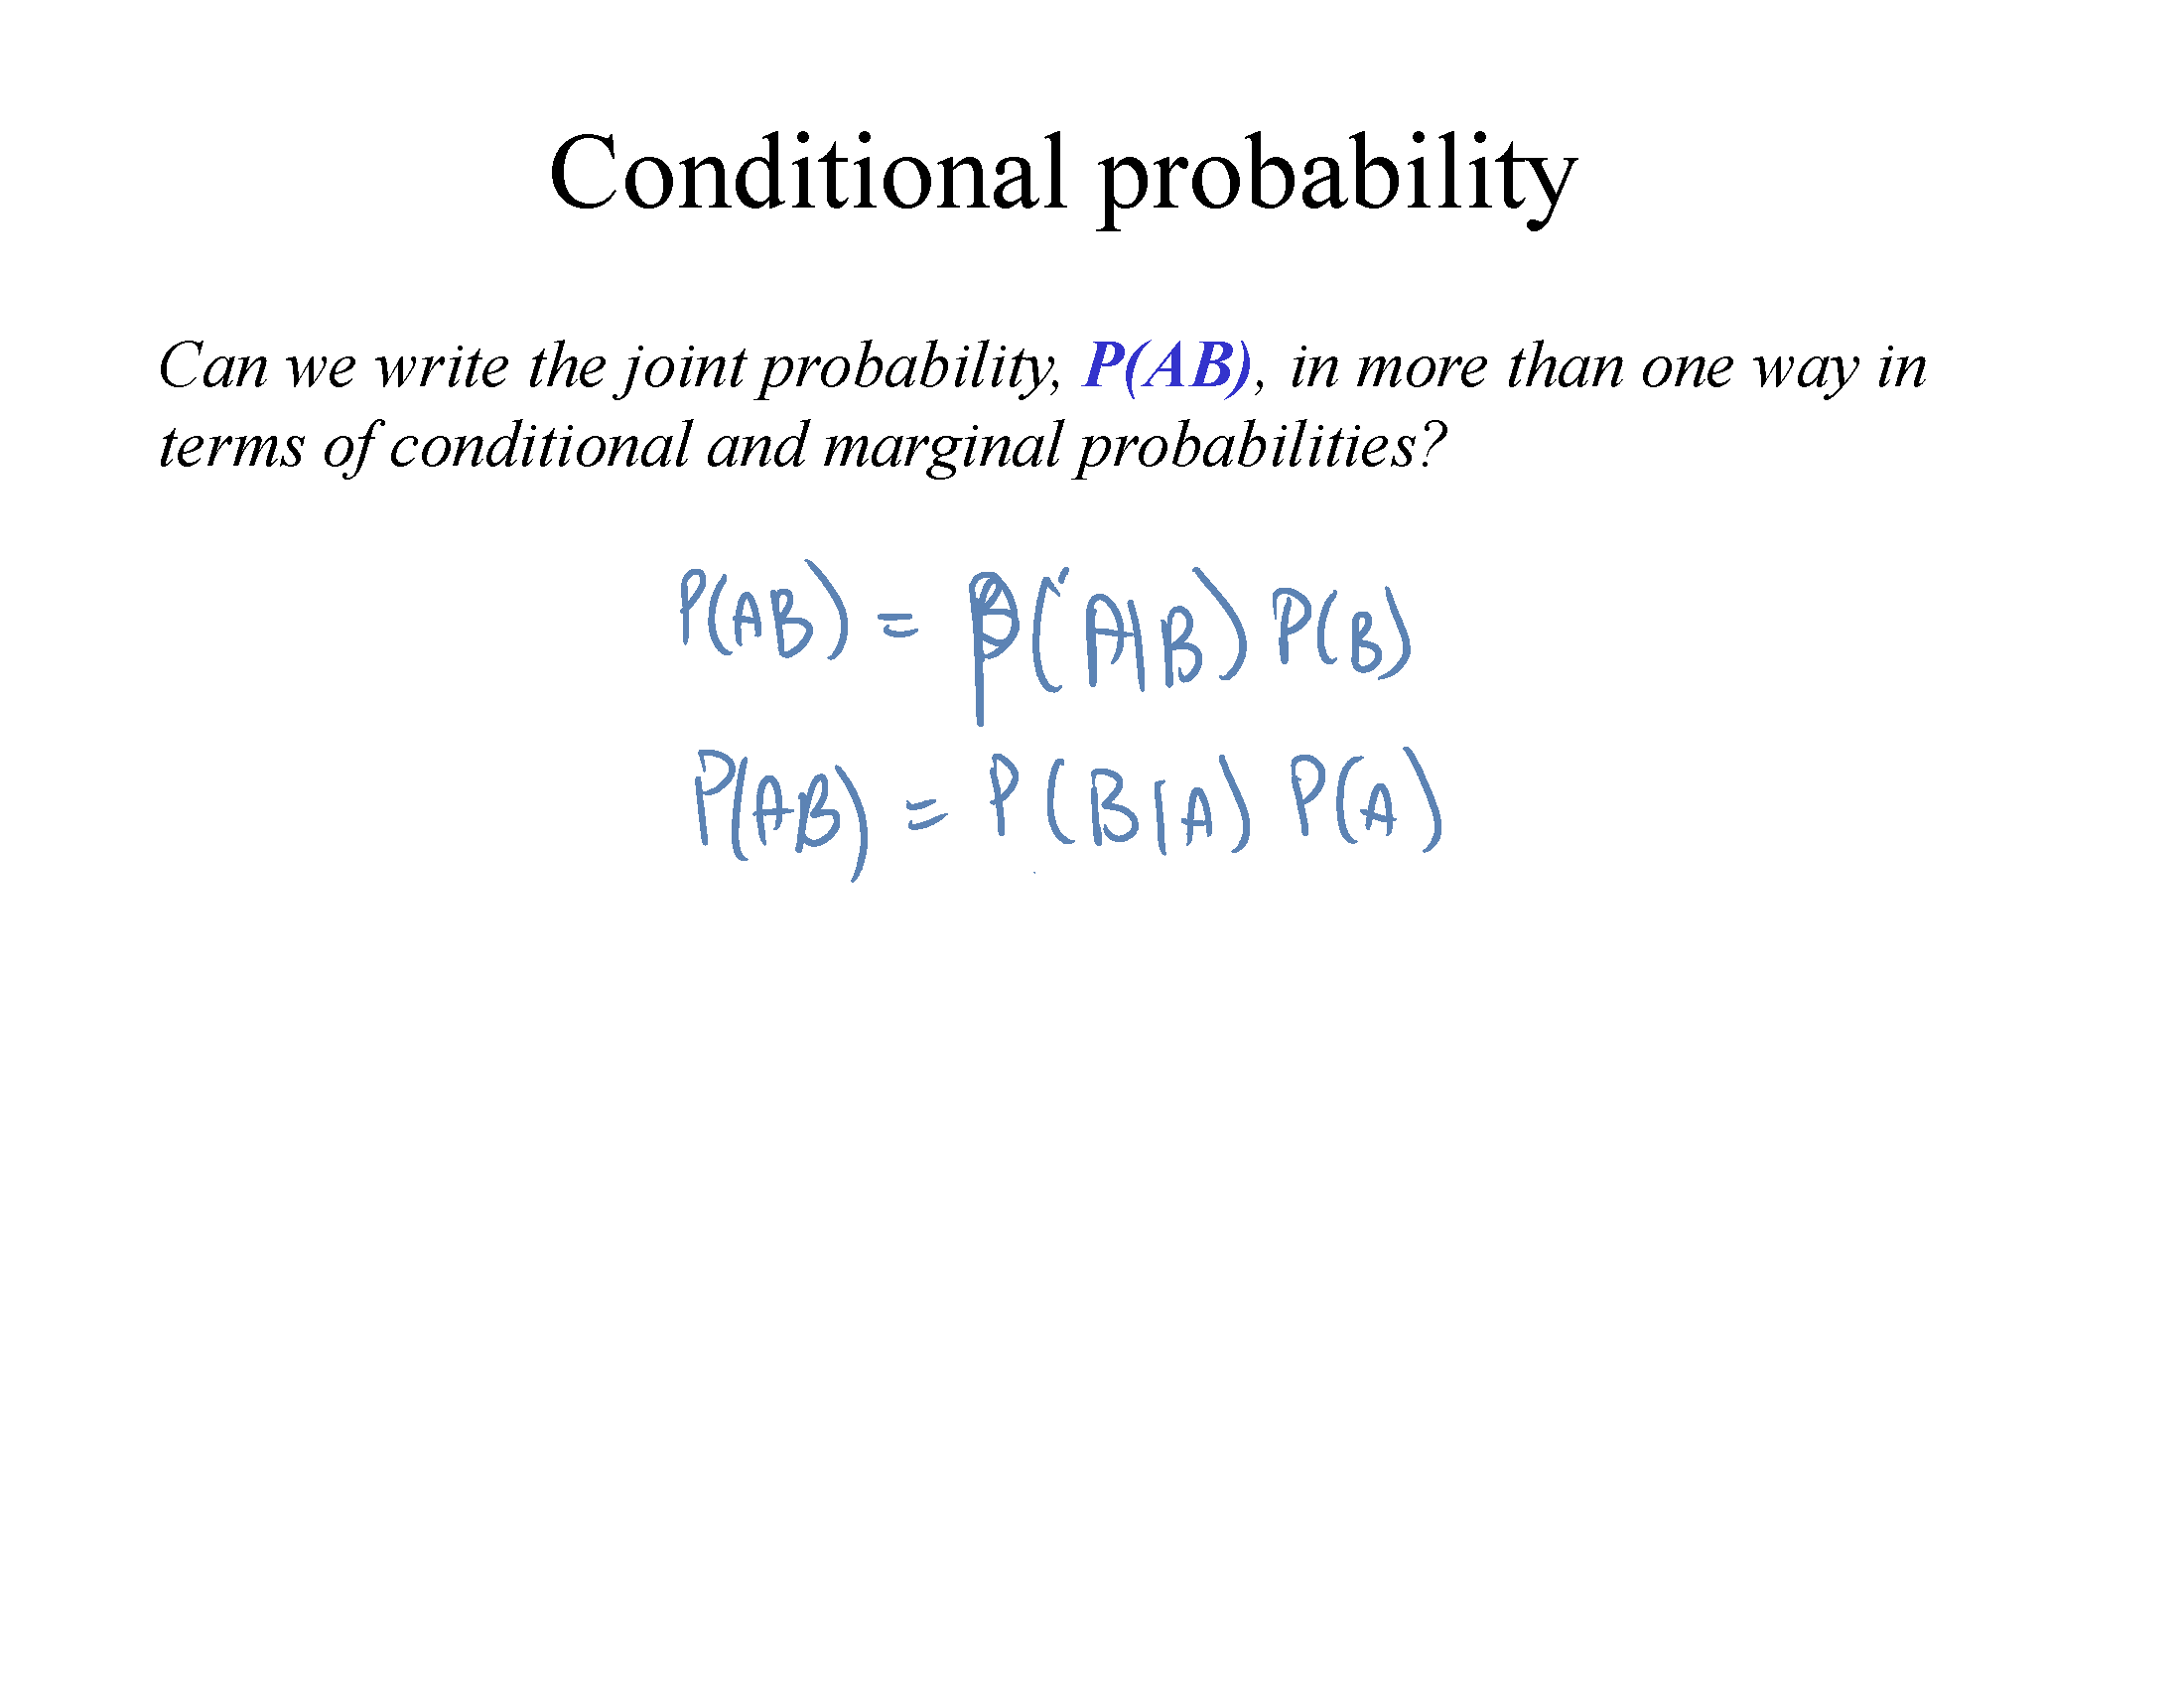 Conditional probability
Can we write the joint probability, P(AB), in more than one way in
terms of conditional and marginal probabilities?
P(AB) = P(A|B) P(B)
P(AB) = P(B|A) P(A)